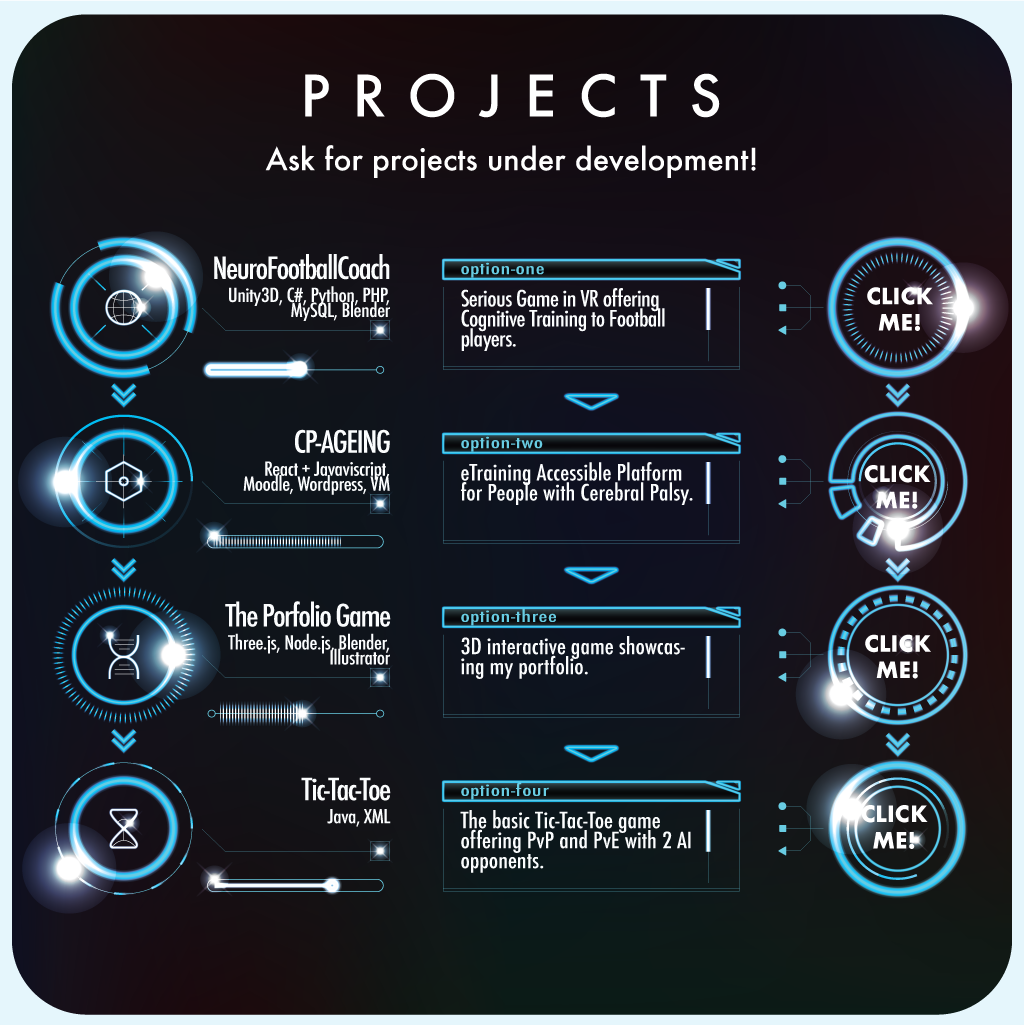 PROJECTS
Ask for projects under development!
NeuroFootballCoach
Unity3D, C#, Python, PHP,
MySQL, Blender
option-one
Serious Game in VR offering
Cognitive Training to Football
players.
CLICK
ME!
CP-AGEING
React + Javaviscript,
Moodle, Wordpress, VM
option-two
eTraining Accessible Platform
for People with Cerebral Palsy.
CLICK
ME!
The Porfolio Game
Three.js, Node.js, Blender,
Illustrator
option-three
3D interactive game showcas-
ing my portfolio.
CLICK
ME!
Tic-Tac-Toe
Java, XML
option-four
The basic Tic-Tac-Toe game
offering PvP and PvE with 2 AI
opponents.
CLICK
ME!